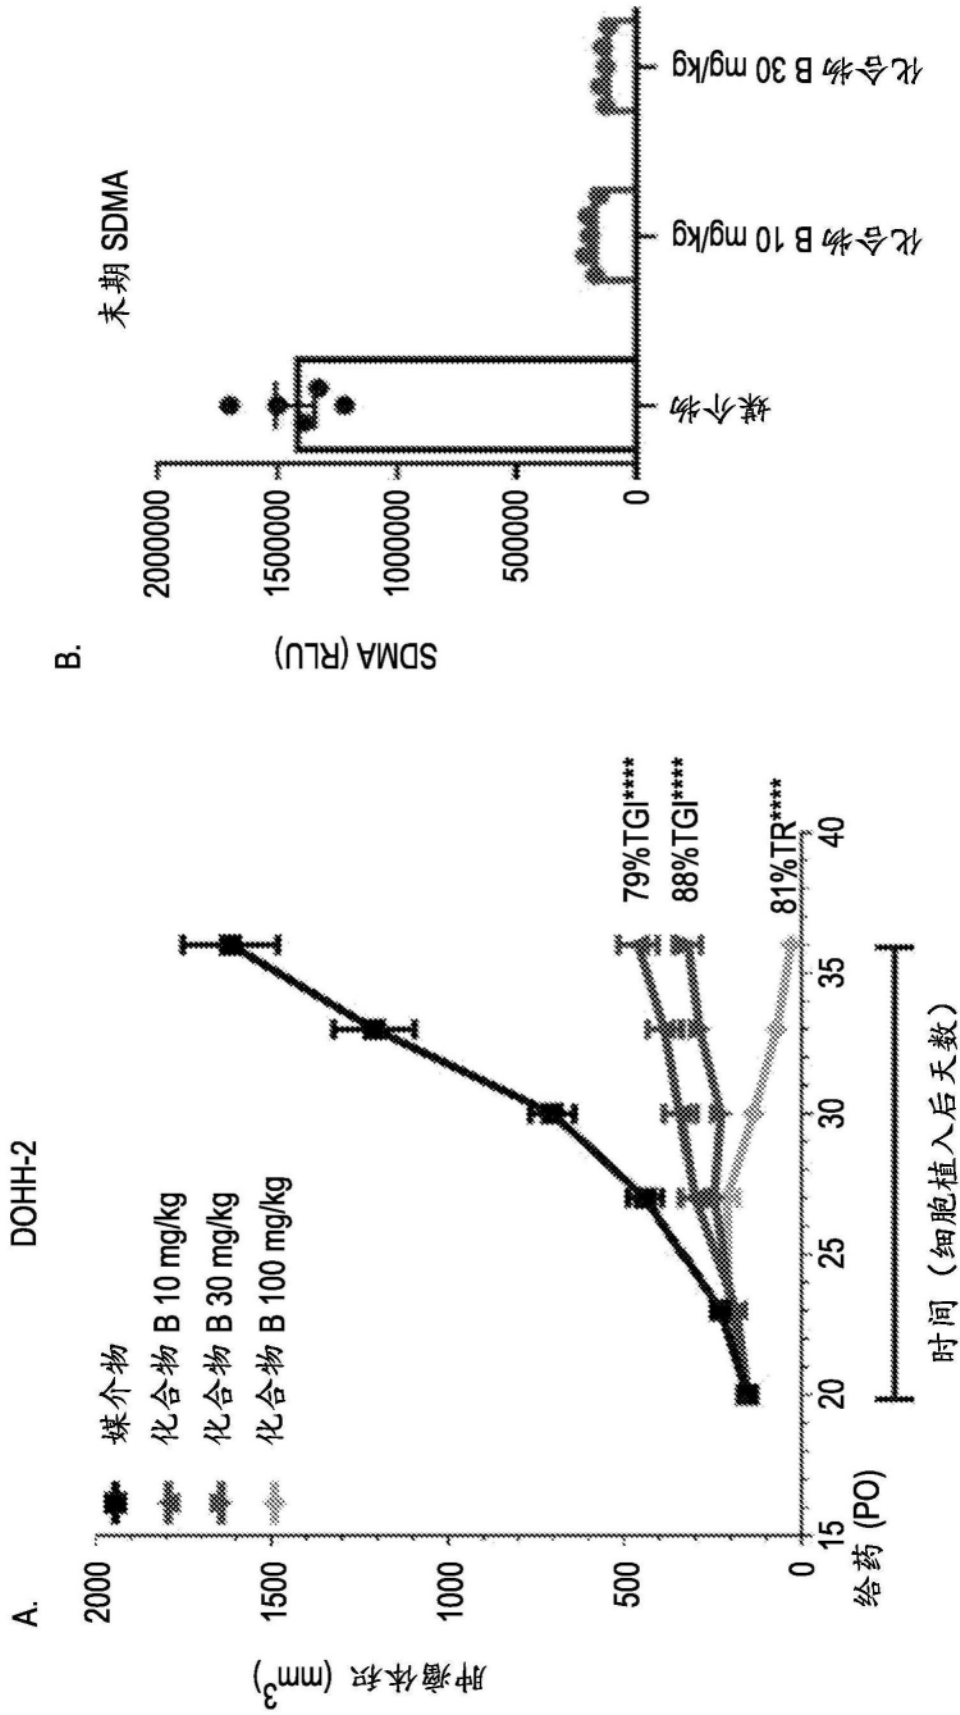 A.
DOHH-2
肿瘤体积 (mm³)
2000
1500
1000
500
0
媒介物
化合物 B 10 mg/kg
化合物 B 30 mg/kg
化合物 B 100 mg/kg
79%TGI****
88%TGI****
81%TR****
15
20
25
30
35
40
给药 (PO)
时间（细胞植入后天数）
B.
末期 SDMA
SDMA (RLU)
2000000
1500000
1000000
500000
0
媒介物
化合物 B 10 mg/kg
化合物 B 30 mg/kg